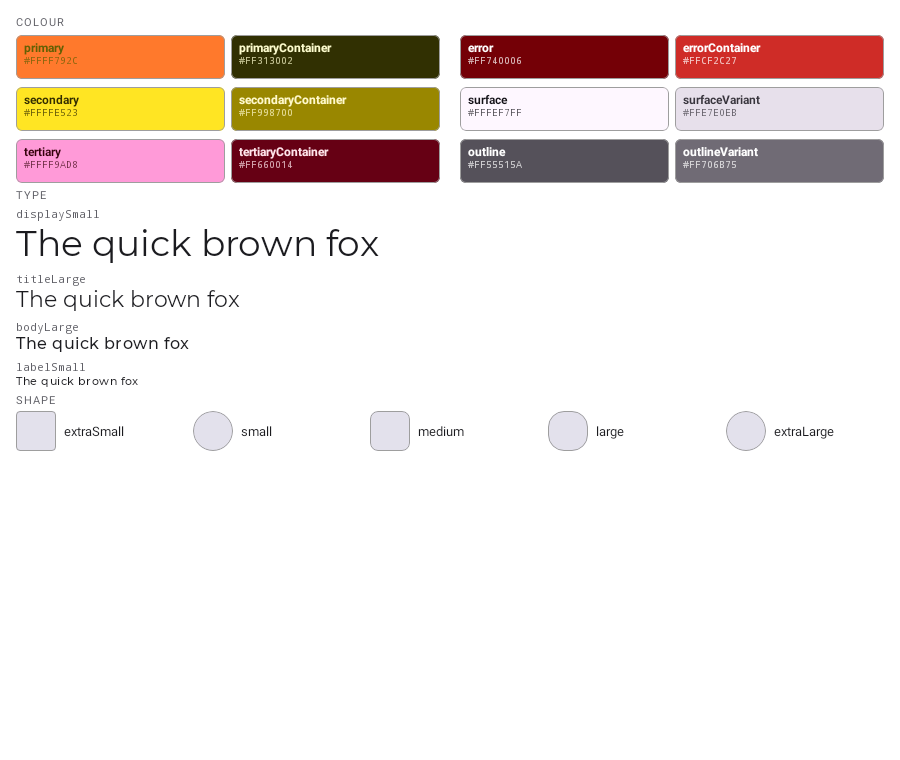 COLOUR
primary
#FFFF792C
primaryContainer
#FF313002
error
#FF740006
errorContainer
#FFCF2C27
secondary
#FFFFE523
secondaryContainer
#FF998700
surface
#FFFEF7FF
surfaceVariant
#FFE7E0EB
tertiary
#FFFF9AD8
tertiaryContainer
#FF660014
outline
#FF55515A
outlineVariant
#FF706B75
TYPE
displaySmall
The quick brown fox
titleLarge
The quick brown fox
bodyLarge
The quick brown fox
labelSmall
The quick brown fox
SHAPE
extraSmall
small
medium
large
extraLarge